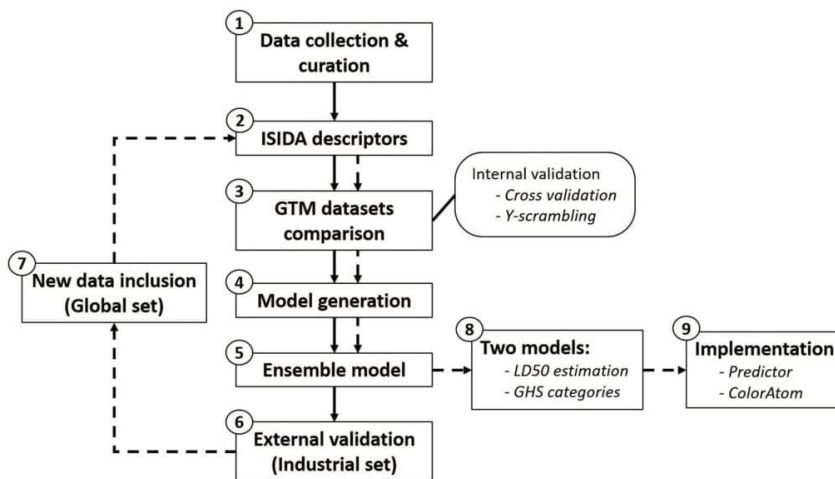 1
Data collection &
curation
2
ISIDA descriptors
3
GTM datasets
comparison
Internal validation
- Cross validation
- Y-scrambling
4
Model generation
5
Ensemble model
6
External validation
(Industrial set)
7
New data inclusion
(Global set)
8
Two models:
- LD50 estimation
- GHS categories
9
Implementation
- Predictor
- ColorAtom